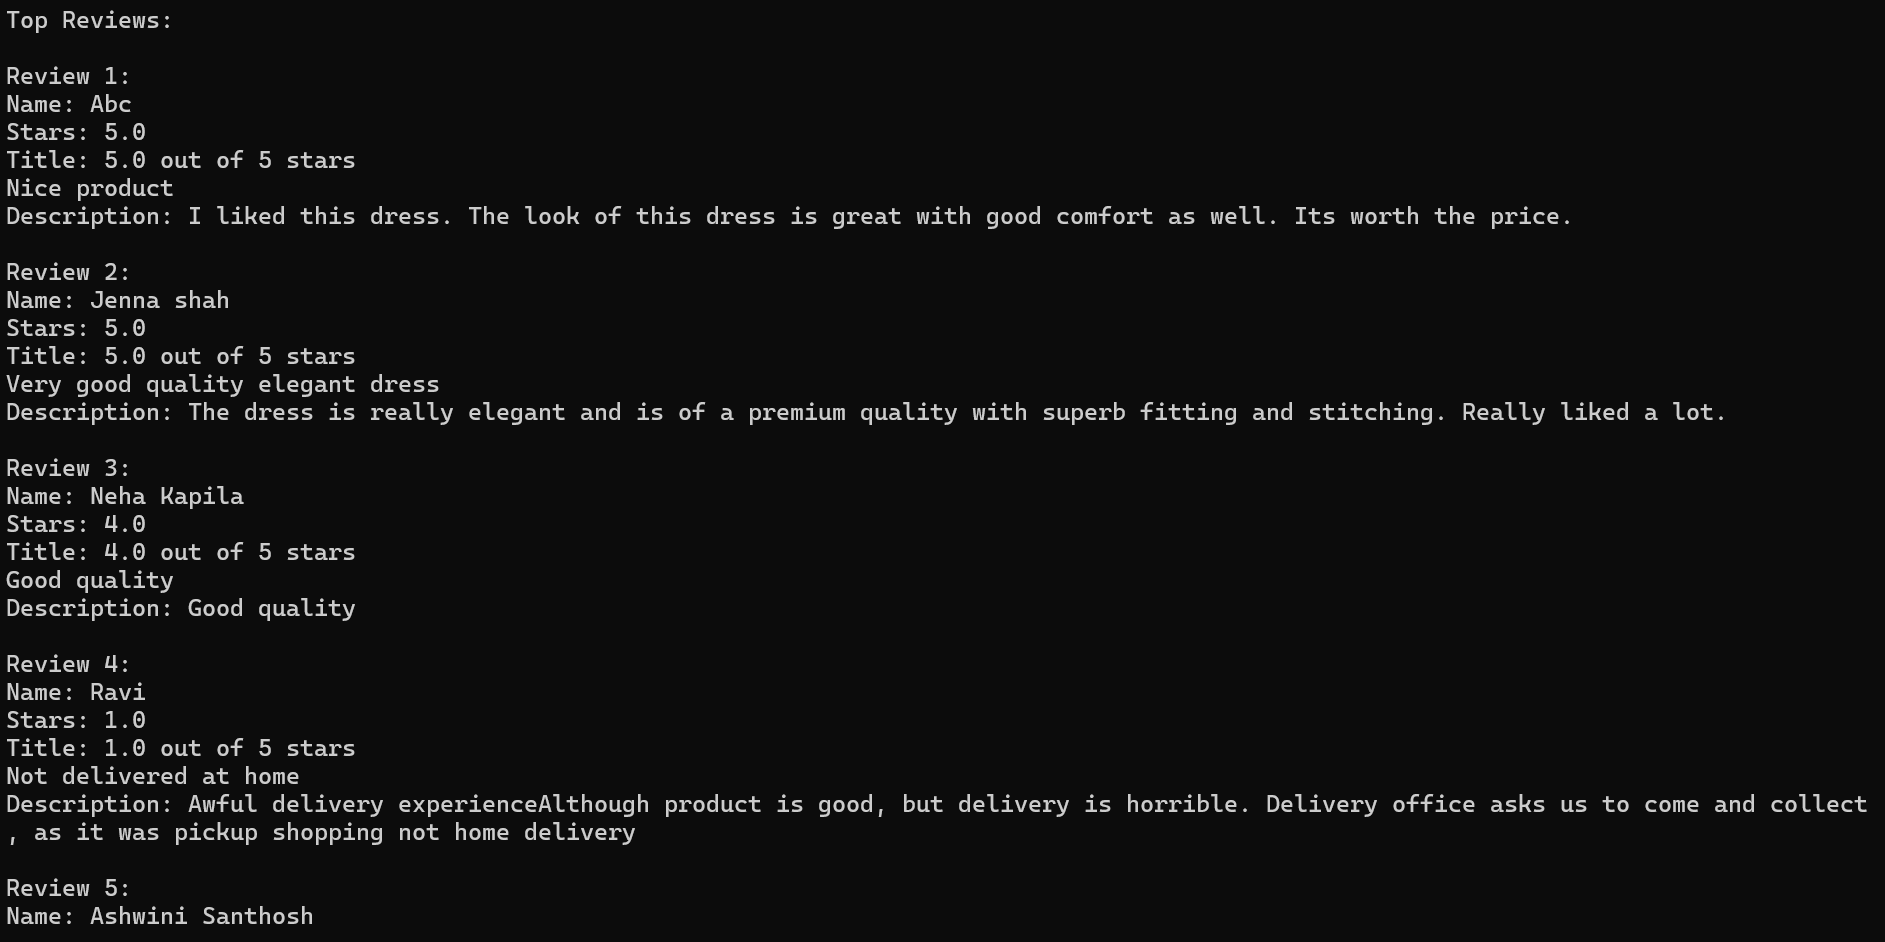 Top Reviews:
Review 1:
Name: Abc
Stars: 5.0
Title: 5.0 out of 5 stars
Nice product
Description: I liked this dress. The look of this dress is great with good comfort as well. Its worth the price.
Review 2:
Name: Jenna shah
Stars: 5.0
Title: 5.0 out of 5 stars
Very good quality elegant dress
Description: The dress is really elegant and is of a premium quality with superb fitting and stitching. Really liked a lot.
Review 3:
Name: Neha Kapila
Stars: 4.0
Title: 4.0 out of 5 stars
Good quality
Description: Good quality
Review 4:
Name: Ravi
Stars: 1.0
Title: 1.0 out of 5 stars
Not delivered at home
Description: Awful delivery experienceAlthough product is good, but delivery is horrible. Delivery office asks us to come and collect
, as it was pickup shopping not home delivery
Review 5:
Name: Ashwini Santhosh